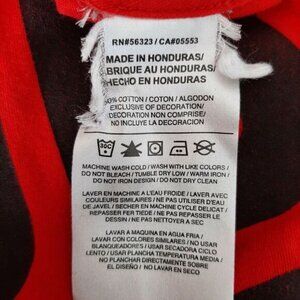 RN#56323 / CA#05553
MADE IN HONDURAS/
BRIQUE AU HONDURAS/
HECHO EN HONDURAS
% COTTON / COTON / ALGODON
EXCLUSIVE OF DECORATION/
DECORATION NON COMPRISE/
NO INCLUYE LA DECORACION
30C
MACHINE WASH COLD / WASH WITH LIKE COLORS /
DO NOT BLEACH / TUMBLE DRY LOW / WARM IRON /
DO NOT IRON DESIGN / DO NOT DRY CLEAN
LAVER EN MACHINE A L'EAU FROIDE / LAVER AVEC
COULEURS SIMILAIRES / NE PAS UTILISER D'EAU
DE JAVEL / SECHER EN MACHINE CYCLE DELICAT /
REPASSER TIEDE / NE PAS REPASSER LE
DESSIN / NE PAS NETTOYER A SEC
LAVAR A MAQUINA EN AGUA FRIA /
LAVAR CON COLORES SIMILARES / NO USAR
BLANQUEADORES / USAR SECADORA CICLO
LENTO / USAR PLANCHA TEMPERATURA MEDIA /
NO PLANCHAR DIRECTAMENTE SOBRE
EL DISEÑO / NO LAVAR EN SECO